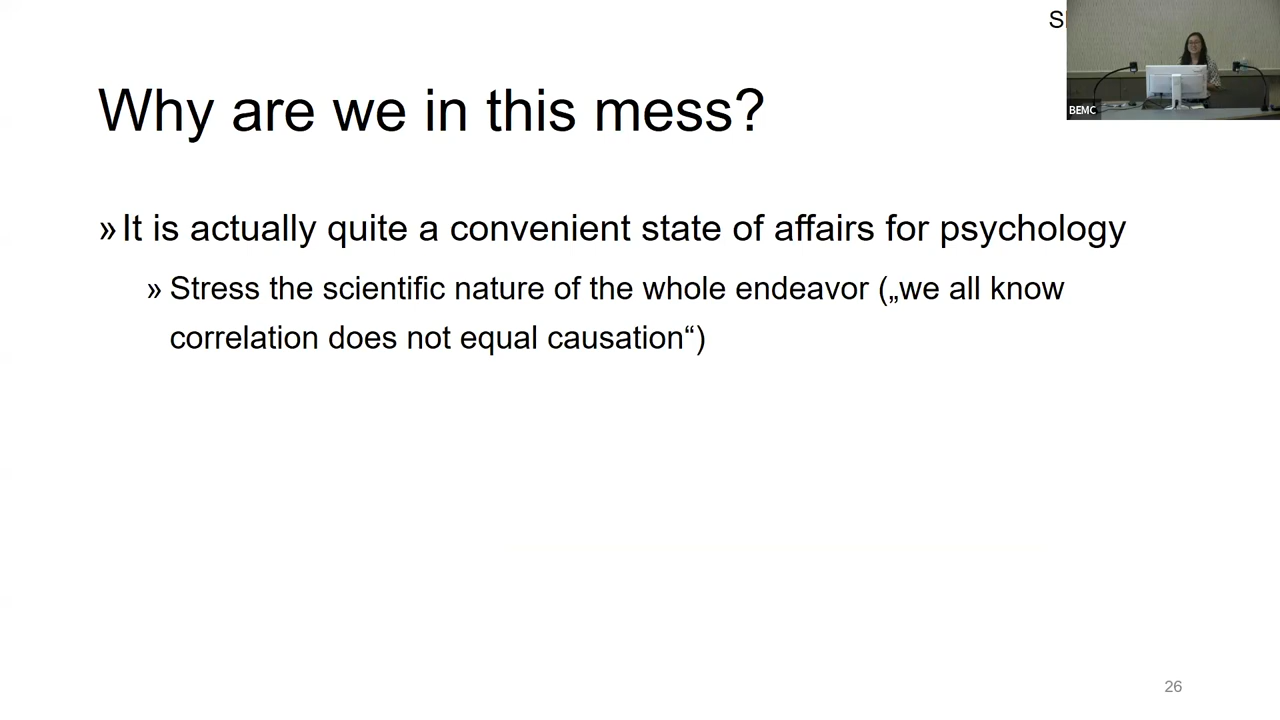 Why are we in this mess?
» It is actually quite a convenient state of affairs for psychology
» Stress the scientific nature of the whole endeavor („we all know
correlation does not equal causation“)
BEMC
26